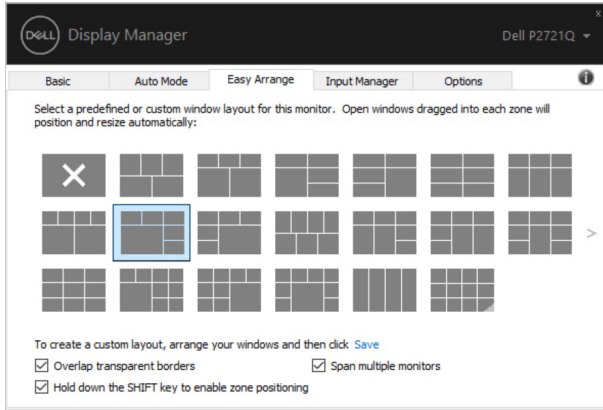 x
DELL Display Manager
Dell P2721Q
Basic Auto Mode Easy Arrange Input Manager Options
Select a predefined or custom window layout for this monitor. Open windows dragged into each zone will
position and resize automatically:
To create a custom layout, arrange your windows and then click Save
Overlap transparent borders
Span multiple monitors
Hold down the SHIFT key to enable zone positioning